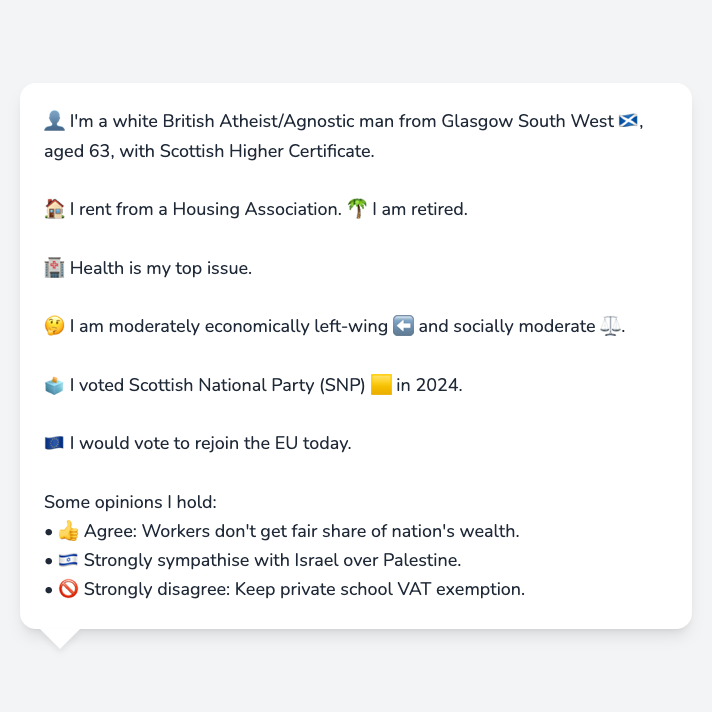 👤 I'm a white British Atheist/Agnostic man from Glasgow South West 🏴󠁧󠁢󠁳󠁣󠁴󠁿,
aged 63, with Scottish Higher Certificate.
🏠 I rent from a Housing Association. 🌴 I am retired.
🏥 Health is my top issue.
🤔 I am moderately economically left-wing ⬅️ and socially moderate ⚖️.
🗳️ I voted Scottish National Party (SNP) 🟨 in 2024.
🇪🇺 I would vote to rejoin the EU today.
Some opinions I hold:
• 👍 Agree: Workers don't get fair share of nation's wealth.
• 🇮🇱 Strongly sympathise with Israel over Palestine.
• 🚫 Strongly disagree: Keep private school VAT exemption.